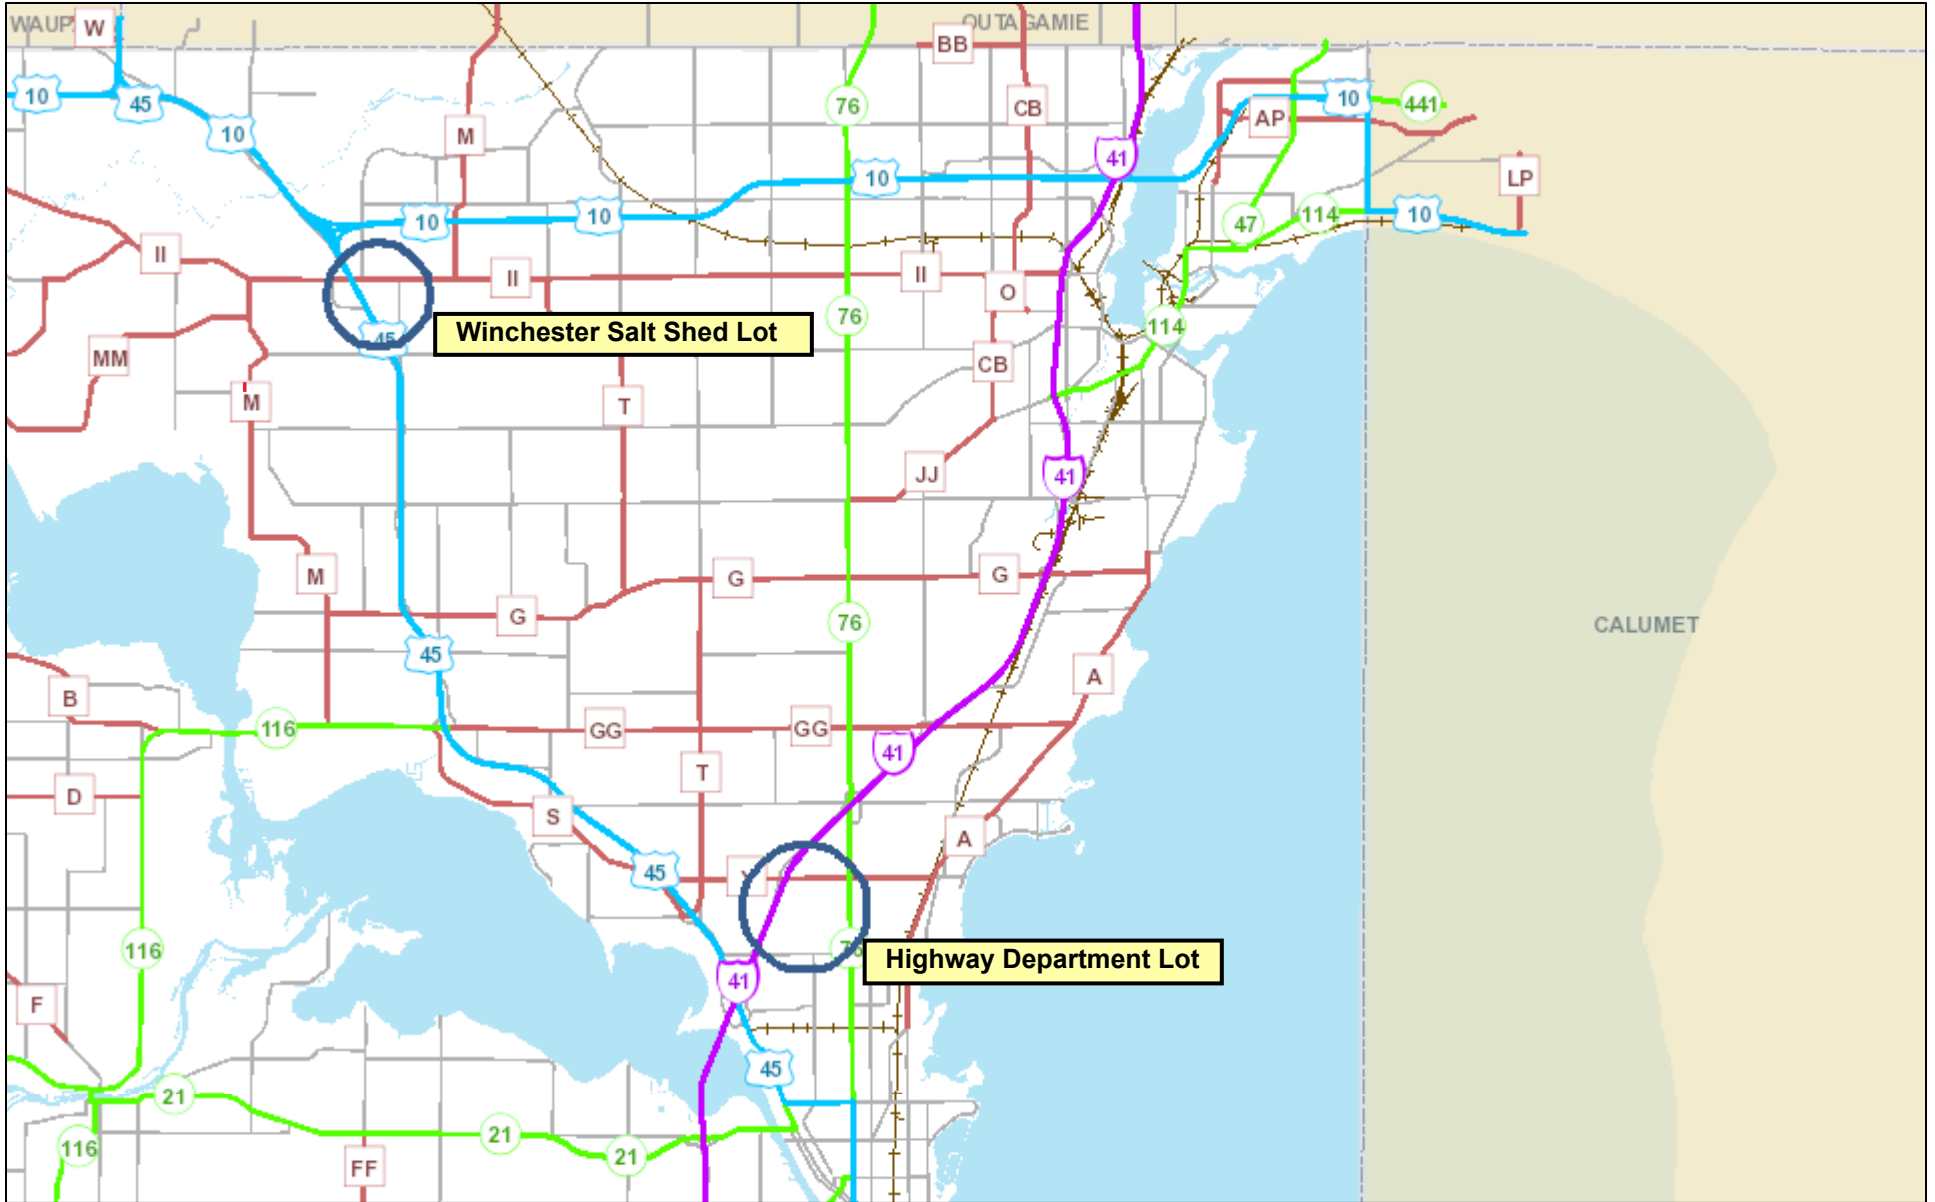 WAUP
W
OUTAGAMIE
BB
10
45
10
76
CB
10
441
AP
M
41
LP
10
10
10
47
114
10
II
II
II
O
76
114
Winchester Salt Shed Lot
45
MM
CB
M
T
JJ
41
M
G
G
G
76
CALUMET
45
A
B
116
GG
GG
41
T
D
S
A
45
116
76
Highway Department Lot
41
F
45
21
116
21
21
FF